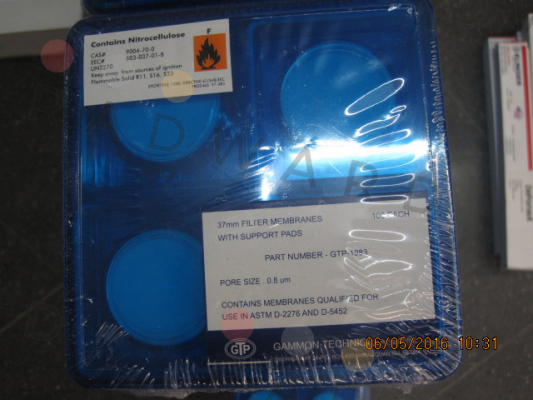 Contains Nitrocellulose
F
CAS# 9004-70-0
EEC# 603-037-01-8
UN3270
Keep away from sources of ignition
Flammable Solid R11, S16, S33
37mm FILTER MEMBRANES 100 EACH
WITH SUPPORT PADS
PART NUMBER - GTP-1283
PORE SIZE : 0.8 um
CONTAINS MEMBRANES QUALIFIED FOR
USE IN ASTM D-2276 AND D-5452
GTP GAMMON TECHNIC
06/05/2016 10:31